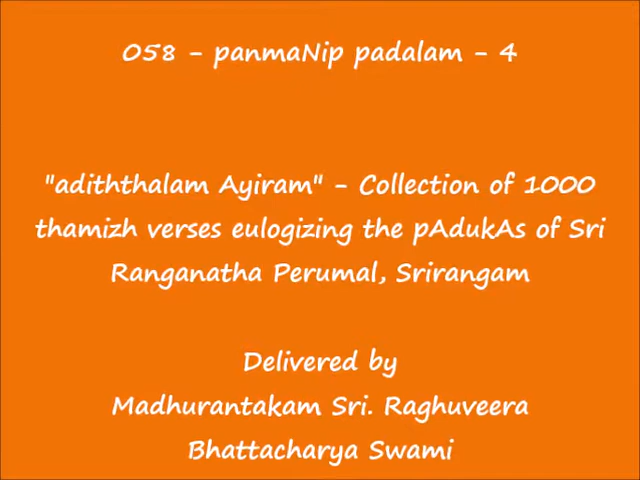 058 - panmaNip padalam - 4
"adiththalam Ayiram" - Collection of 1000
thamizh verses eulogizing the pAdukAs of Sri
Ranganatha Perumal, Srirangam
Delivered by
Madhurantakam Sri. Raghuveera
Bhattacharya Swami